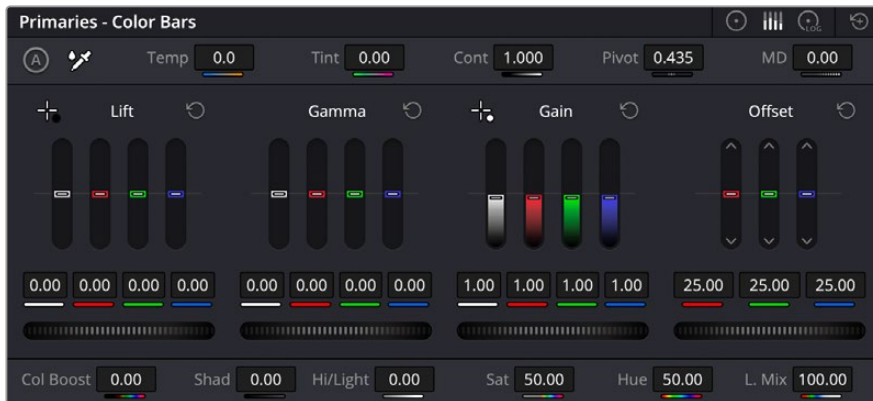 Primaries - Color Bars
LOG
A Temp 0.0 Tint 0.00 Cont 1.000 Pivot 0.435 MD 0.00
Lift Gamma Gain Offset
0.00 0.00 0.00 0.00 0.00 0.00 0.00 0.00 1.00 1.00 1.00 1.00 25.00 25.00 25.00
Col Boost 0.00 Shad 0.00 Hi/Light 0.00 Sat 50.00 Hue 50.00 L. Mix 100.00